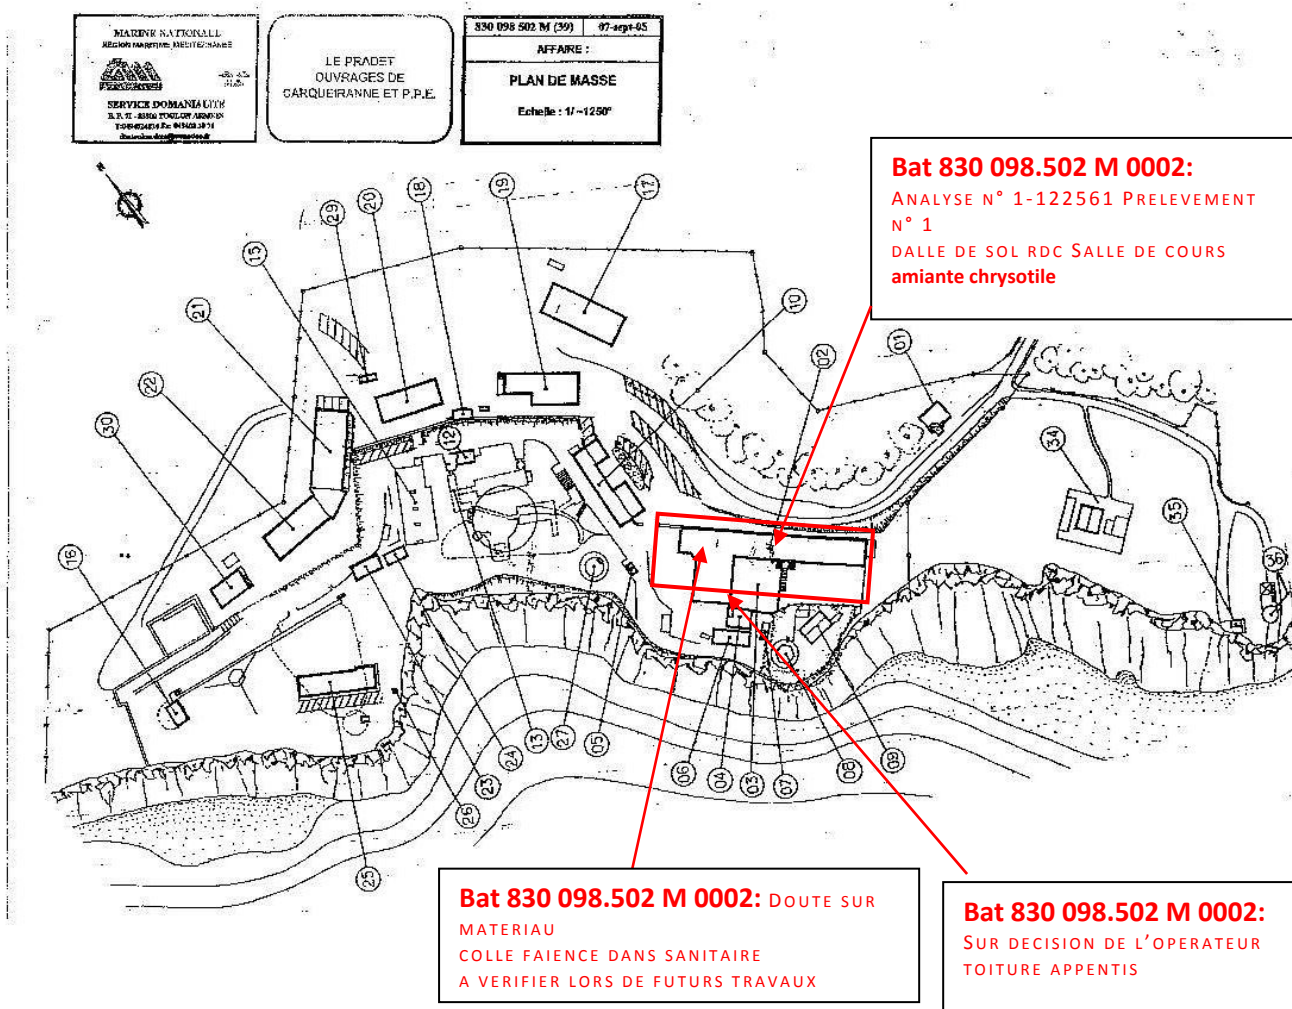 MARINE NATIONALE
REGION MARITIME MEDITERRANEE
SERVICE DOMANIALITE
LE PRADET
OUVRAGES DE
CARQUEIRANNE ET P.P.E.
830 098 502 M (39) 07-sept-05
AFFAIRE :
PLAN DE MASSE
Echelle : 1/~1250°
Bat 830 098.502 M 0002:
ANALYSE N° 1-122561 PRELEVEMENT
N° 1
DALLE DE SOL RDC SALLE DE COURS
amiante chrysotile
N
29
20
18
19
17
15
21
10
22
02
01
30
12
34
35
16
36
24
13
27
05
23
26
25
06
04
03
07
08
09
Bat 830 098.502 M 0002: DOUTE SUR
MATERIAU
COLLE FAIENCE DANS SANITAIRE
A VERIFIER LORS DE FUTURS TRAVAUX
Bat 830 098.502 M 0002:
SUR DECISION DE L'OPERATEUR
TOITURE APPENTIS